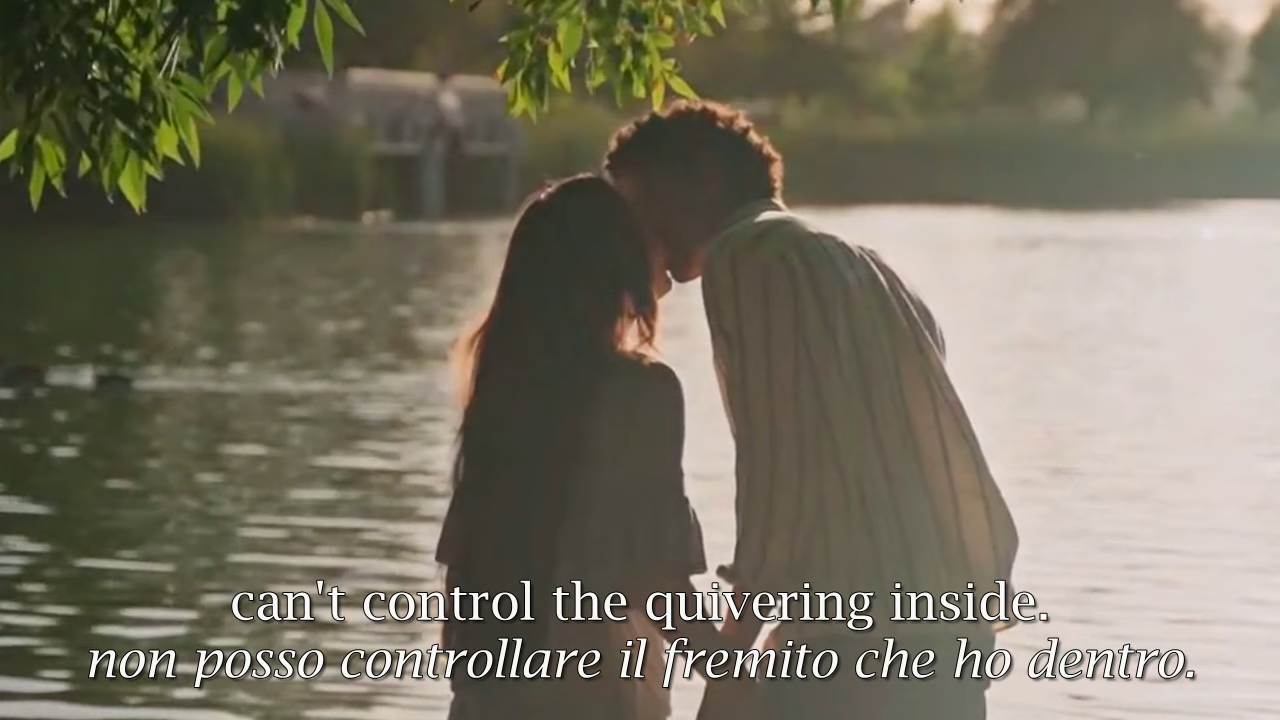 can't control the quivering inside.
non posso controllare il fremito che ho dentro.